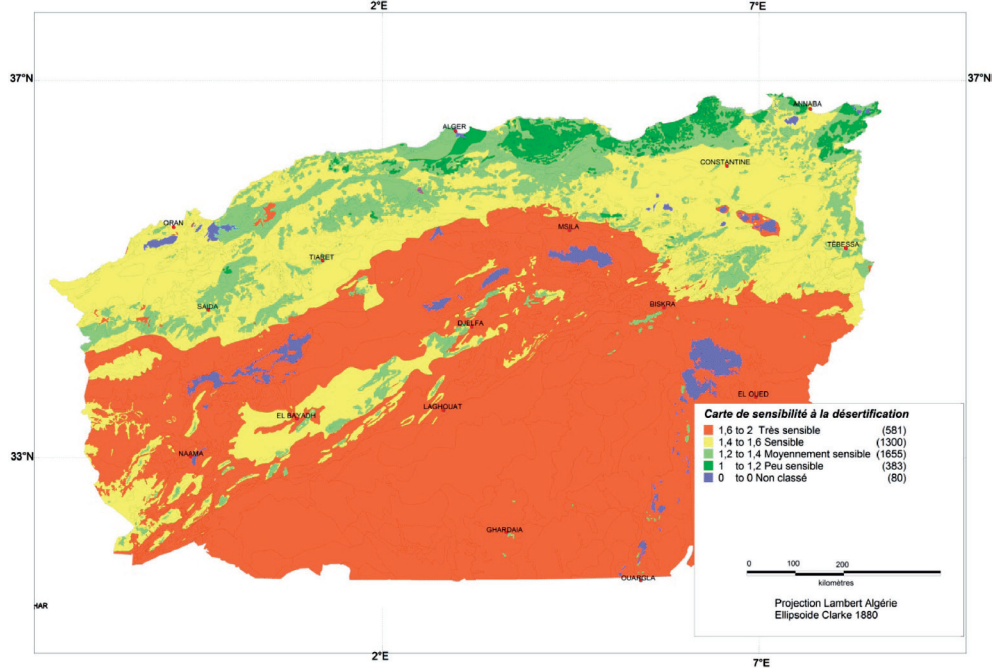 2°E 7°E
37°N 37°N
ANNABA
ALGER
CONSTANTINE
ORAN
MSILA
TÉBESSA
TIARET
SAIDA
BISKRA
DJELFA
EL OUED
LAGHOUAT
EL BAYADH
NAAMA
33°N
GHARDAIA
OUARGLA
HAR
Carte de sensibilité à la désertification
1,6 to 2 Très sensible (581)
1,4 to 1,6 Sensible (1300)
1,2 to 1,4 Moyennement sensible (1655)
1 to 1,2 Peu sensible (383)
0 to 0 Non classé (80)
0 100 200
kilomètres
Projection Lambert Algérie
Ellipsoide Clarke 1880
2°E 7°E